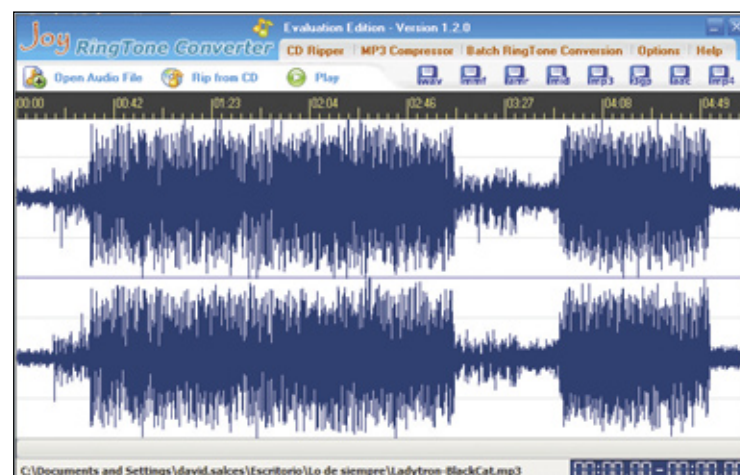 Joy RingTone Converter
Evaluation Edition - Version 1.2.0
CD Ripper MP3 Compressor Batch RingTone Conversion Options Help
Open Audio File Rip from CD Play wav mmf amr mid mp3 3gp aac mp4
00:00 00:42 01:23 02:04 02:46 03:27 04:08 04:49
C:\Documents and Settings\david.salces\Escritorio\Lo de siempre\Ladytron-BlackCat.mp3